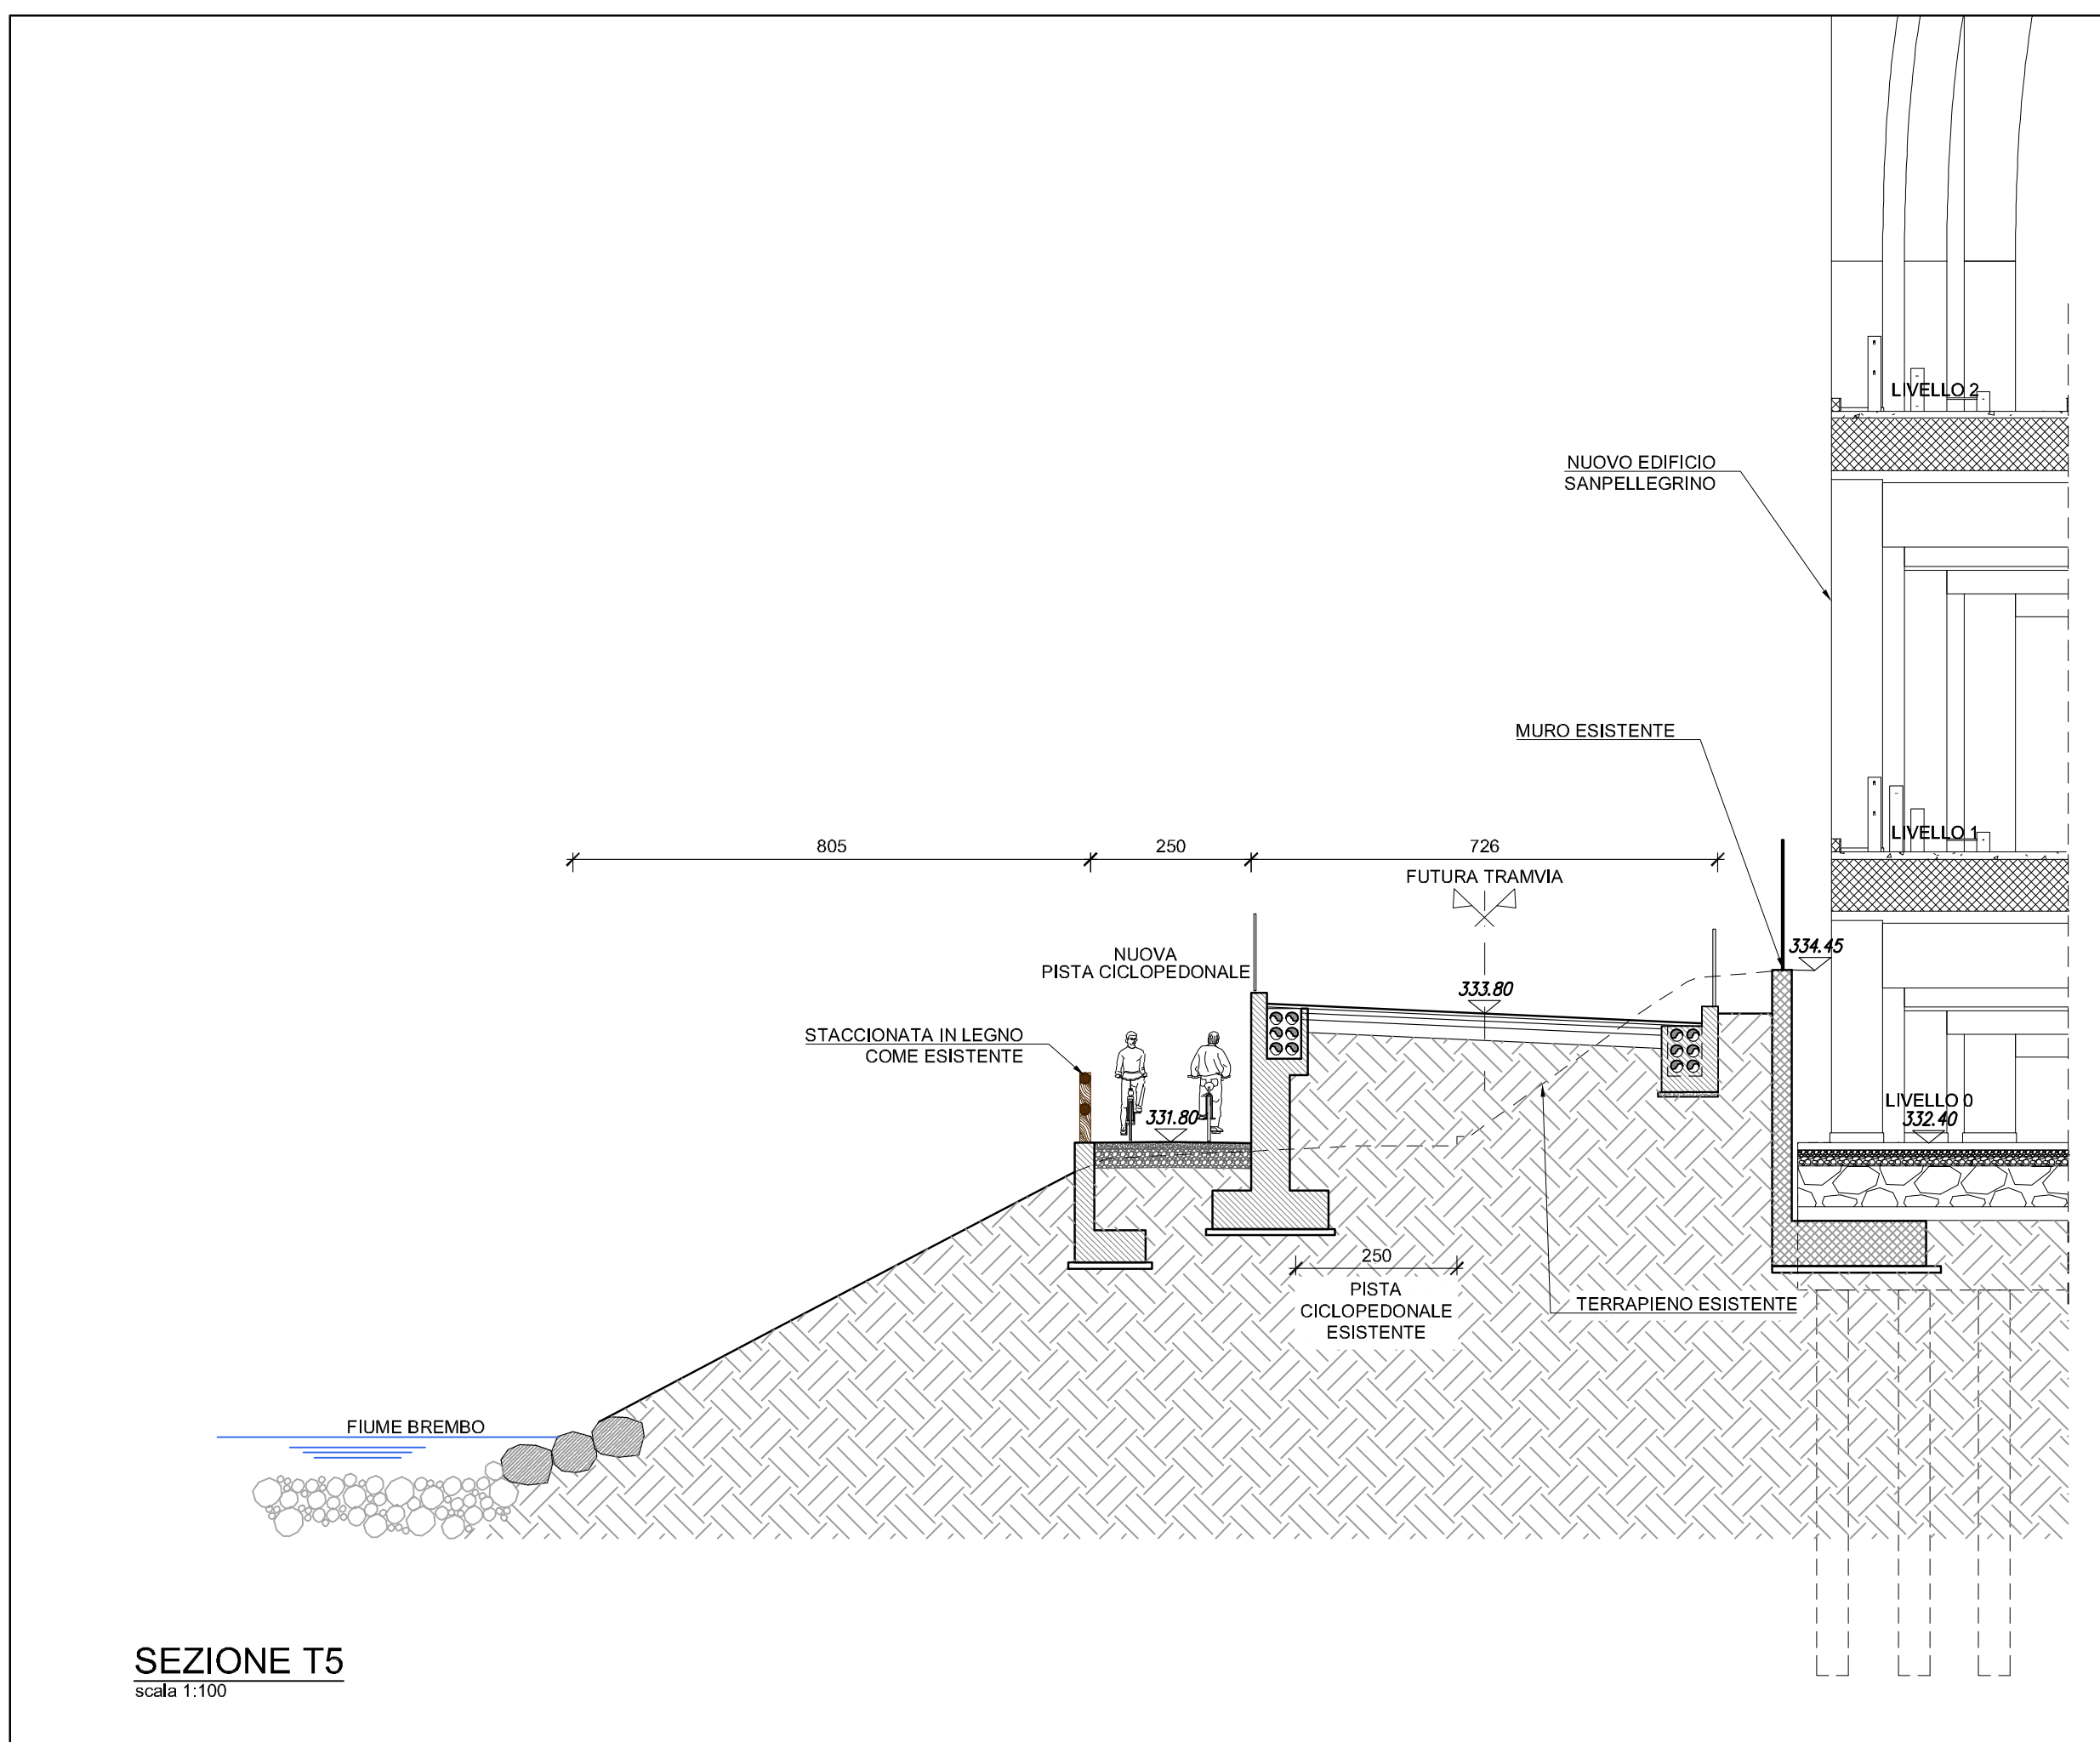 LIVELLO 2
NUOVO EDIFICIO
SANPELLEGRINO
MURO ESISTENTE
LIVELLO 1
805
250
726
FUTURA TRAMVIA
334.45
NUOVA
PISTA CICLOPEDONALE
333.80
STACCIONATA IN LEGNO
COME ESISTENTE
331.80
LIVELLO 0
332.40
250
PISTA
CICLOPEDONALE
ESISTENTE
TERRAPIENO ESISTENTE
FIUME BREMBO
SEZIONE T5
scala 1:100